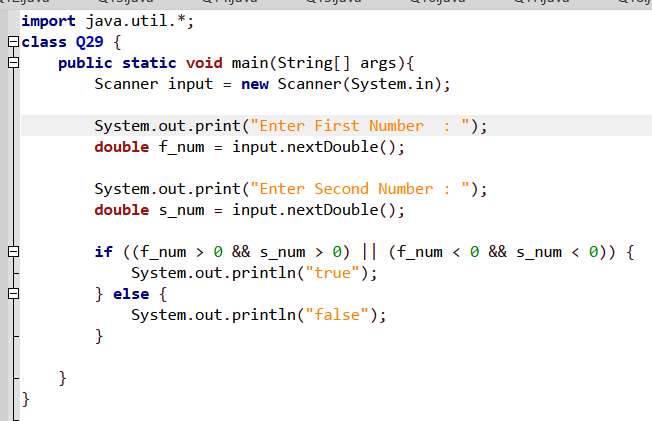 import java.util.*;
class Q29 {
    public static void main(String[] args){
        Scanner input = new Scanner(System.in);

        System.out.print("Enter First Number  : ");
        double f_num = input.nextDouble();

        System.out.print("Enter Second Number : ");
        double s_num = input.nextDouble();

        if ((f_num > 0 && s_num > 0) || (f_num < 0 && s_num < 0)) {
            System.out.println("true");
        } else {
            System.out.println("false");
        }

    }
}